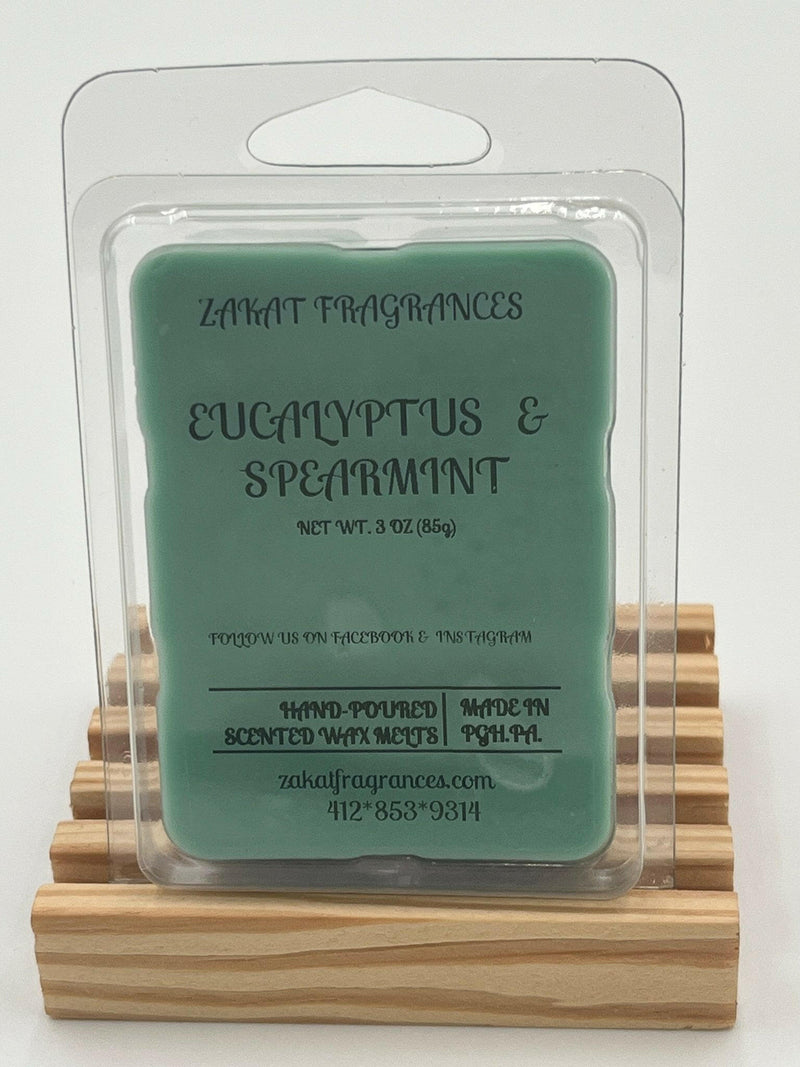 ZAKAT FRAGRANCES
EUCALYPTUS &
SPEARMINT
NET WT. 3 OZ (85g)
FOLLOW US ON FACEBOOK & INSTAGRAM
HAND-POURED
SCENTED WAX MELTS
MADE IN
PGH.PA.
zakatfragrances.com
412*853*9314